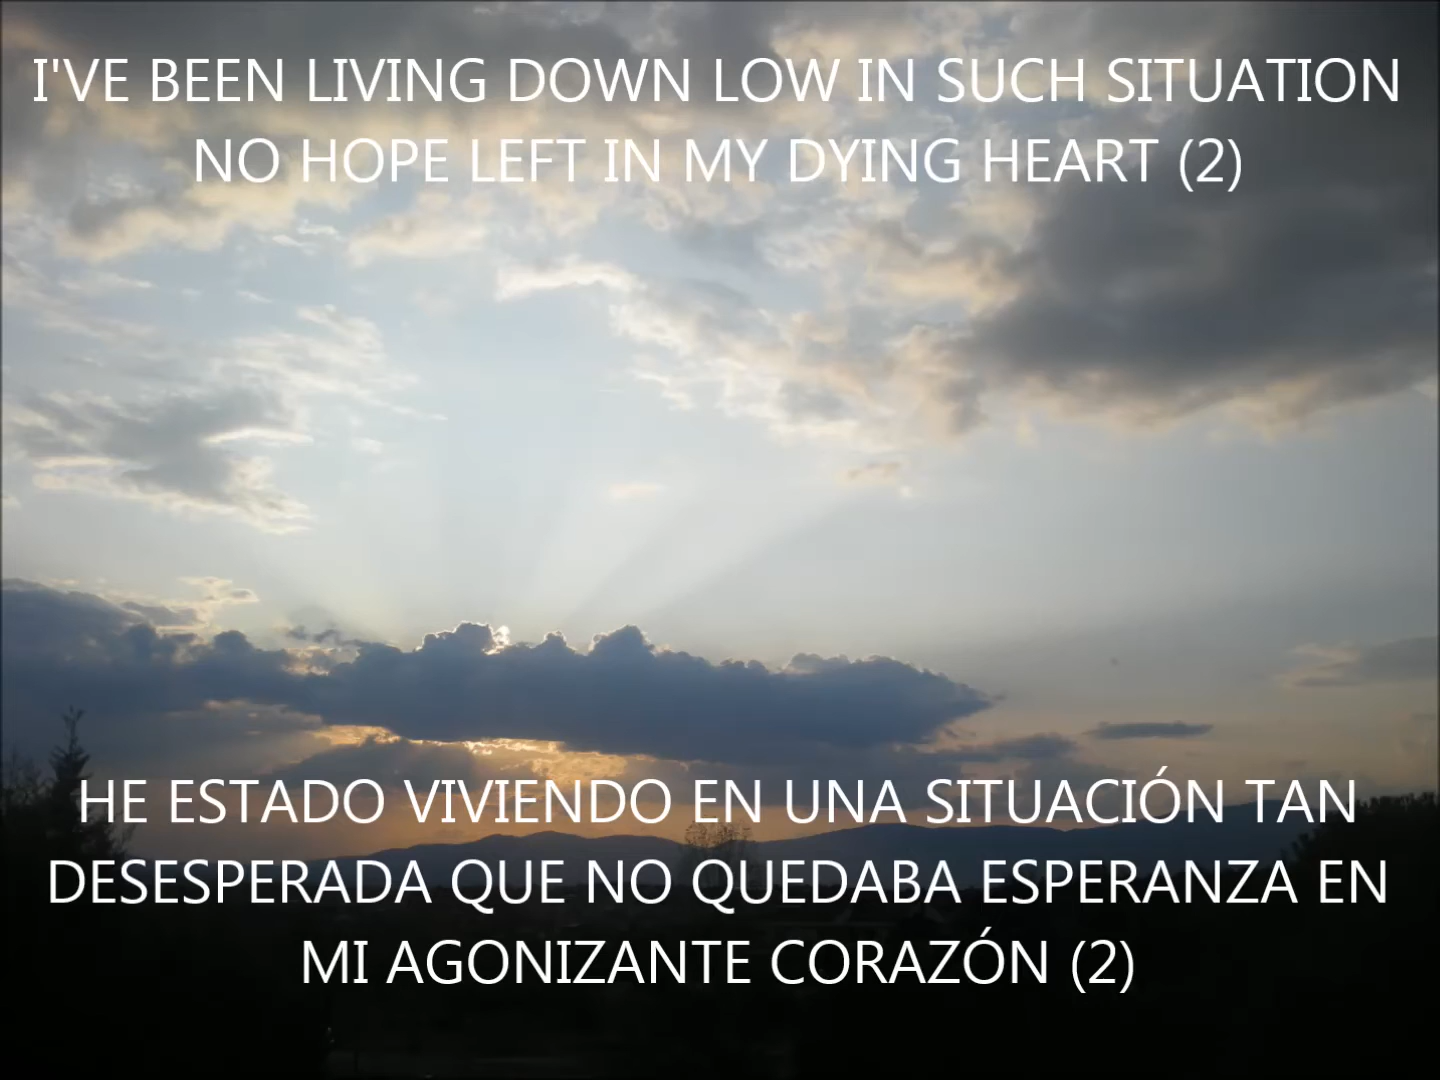 I'VE BEEN LIVING DOWN LOW IN SUCH SITUATION
NO HOPE LEFT IN MY DYING HEART (2)
HE ESTADO VIVIENDO EN UNA SITUACIÓN TAN
DESESPERADA QUE NO QUEDABA ESPERANZA EN
MI AGONIZANTE CORAZÓN (2)